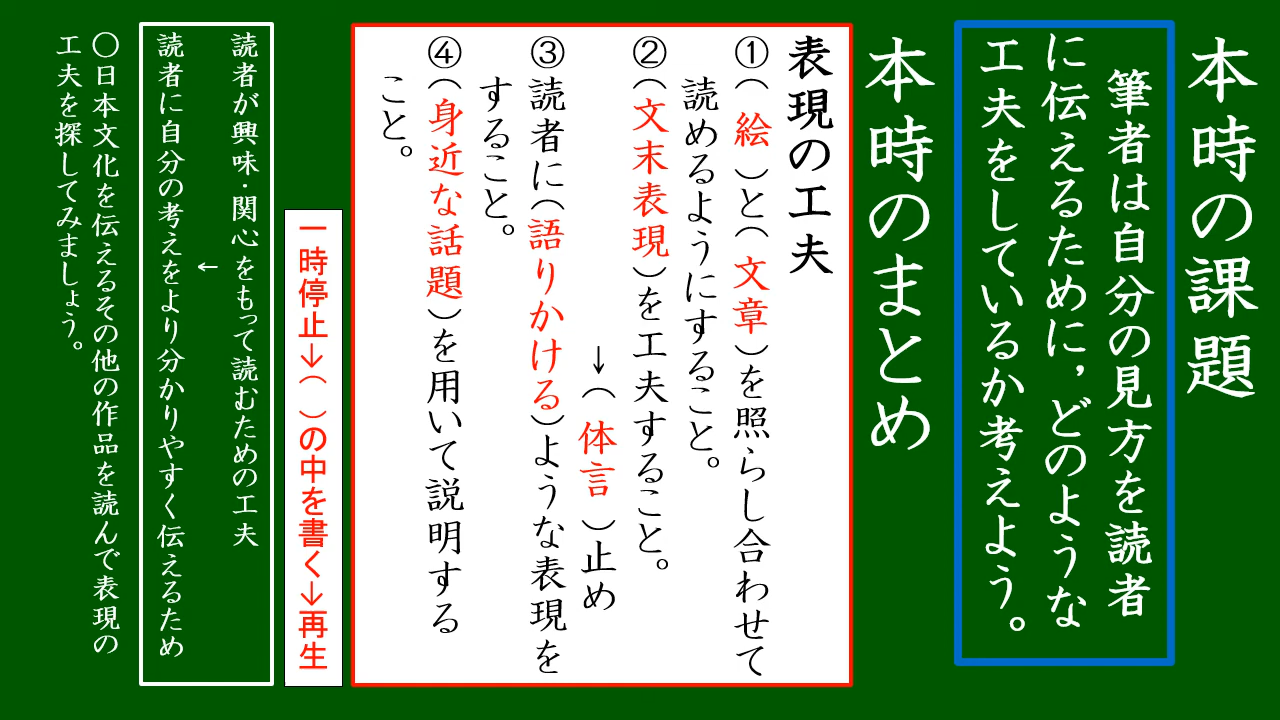 本時の課題
筆者は自分の見方を読者
に伝えるために，どのような
工夫をしているか考えよう。
本時のまとめ
表現の工夫
①（ 絵 ）と（ 文章 ）を照らし合わせて
読めるようにすること。
②（文末表現）を工夫すること。
→（ 体言 ）止め
③読者に（語りかける）ような表現を
すること。
④（身近な話題）を用いて説明する
こと。
一時停止→（ ）の中を書く→再生
読者が興味・関心をもって読むための工夫
↓
読者に自分の考えをより分かりやすく伝えるため
○日本文化を伝えるその他の作品を読んで表現の
工夫を探してみましょう。